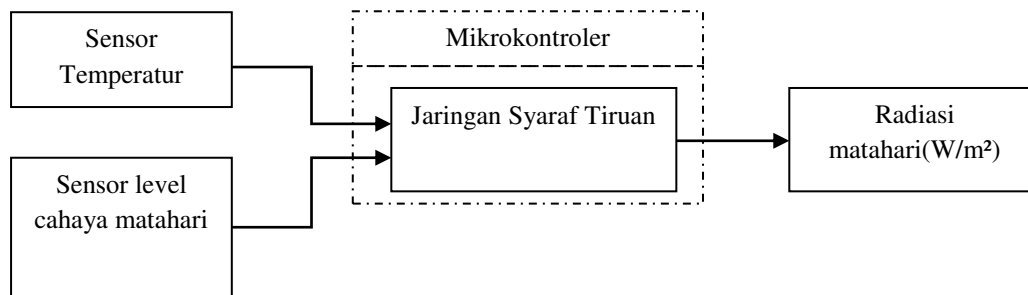 Sensor
Temperatur
Mikrokontroler
Jaringan Syaraf Tiruan
Radiasi
matahari(W/m²)
Sensor level
cahaya matahari